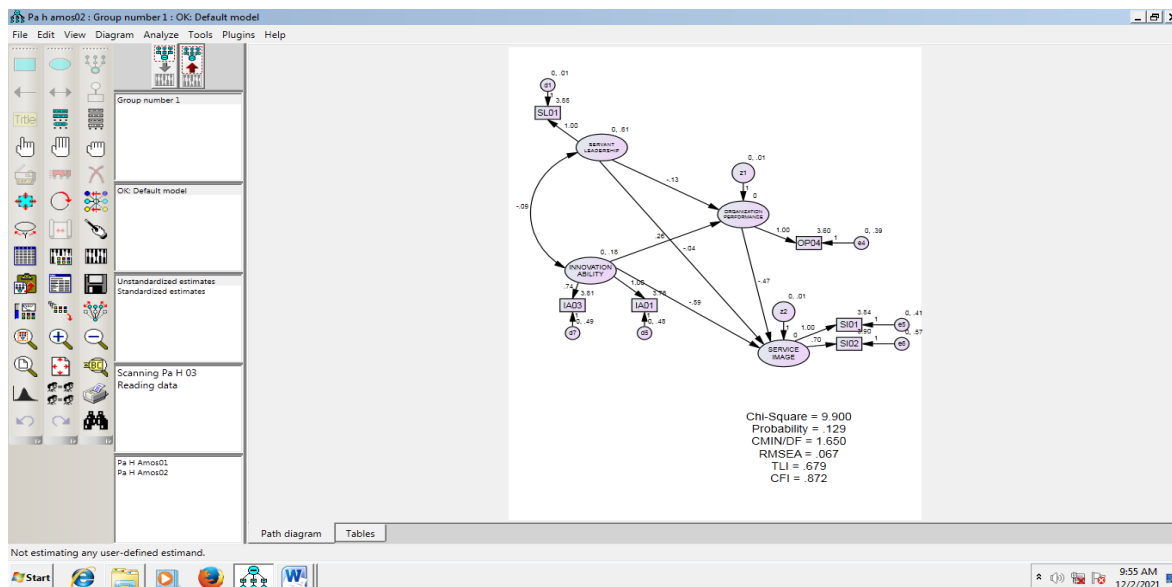 Pa h amos02 : Group number 1 : OK: Default model
File Edit View Diagram Analyze Tools Plugins Help
Title
Group number 1
OK: Default model
Unstandardized estimates
Standardized estimates
Scanning Pa H 03
Reading data
Pa H Amos01
Pa H Amos02
0, .01
1
3.85
SL01
1.00
0, .61
SERVANT
LEADERSHIP
-.13
0, .01
z1
1
0
-.09
ORGANIZATION
PERFORMANCE
.26
-.04
1.00
3.60
0, .39
OP04
1
e4
0, .18
INNOVATION
ABILITY
-.47
.74
3.81
1.00
IA03
IA01
-.59
0, .01
z2
1
0, .49
0, .45
1.00
3.84
0, .41
SI01
1
e5
0
SERVICE
IMAGE
.70
SI02
1
0, .57
e6
Chi-Square = 9.900
Probability = .129
CMIN/DF = 1.650
RMSEA = .067
TLI = .679
CFI = .872
Path diagram Tables
Not estimating any user-defined estimand.
Start
9:55 AM
12/2/2021